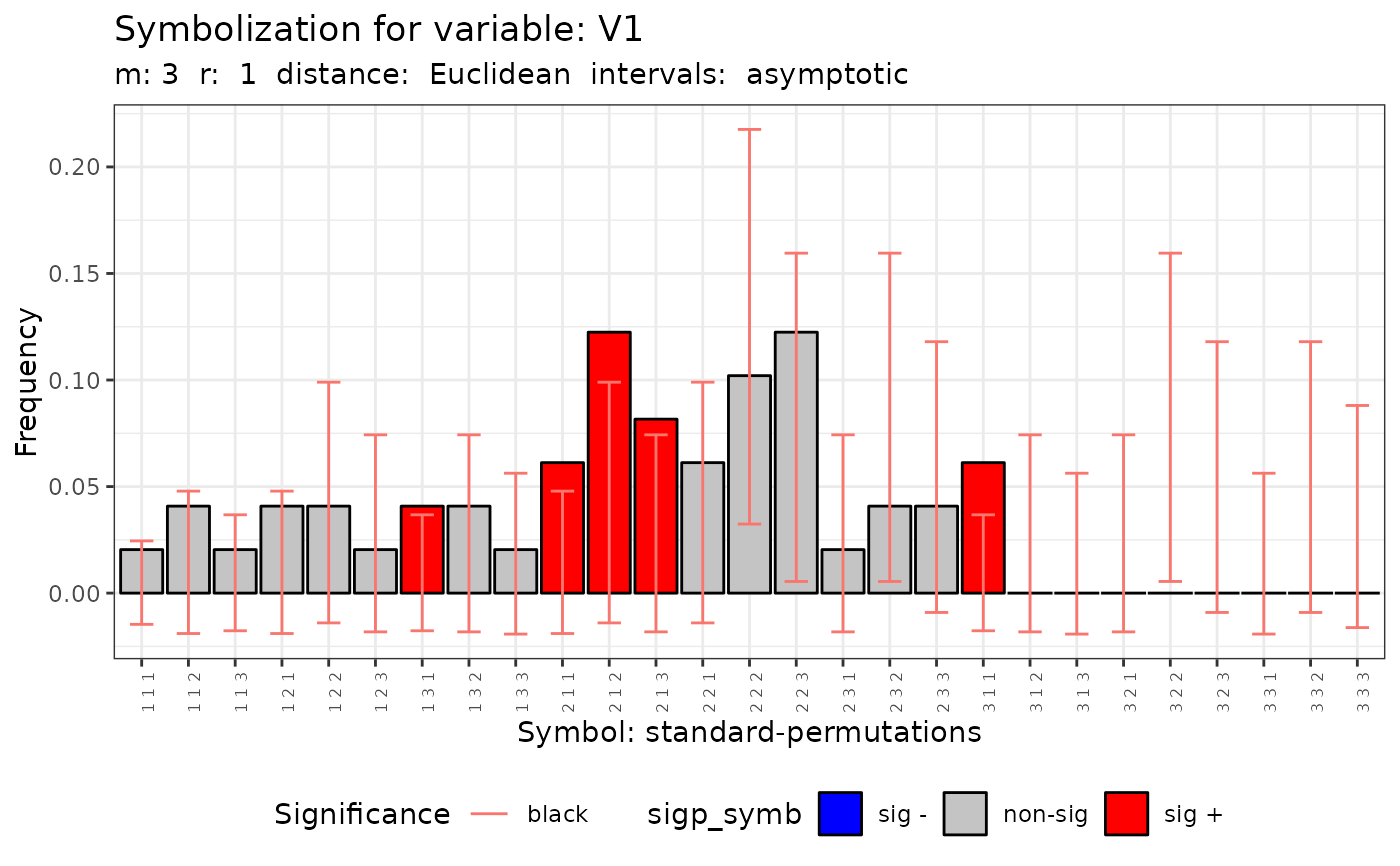 Symbolization for variable: V1
m: 3 r: 1 distance: Euclidean intervals: asymptotic
Frequency
0.20
0.15
0.10
0.05
0.00
1 1 1
1 1 2
1 1 3
1 2 1
1 2 2
1 2 3
1 3 1
1 3 2
1 3 3
2 1 1
2 1 2
2 1 3
2 2 1
2 2 2
2 2 3
2 3 1
2 3 2
2 3 3
3 1 1
3 1 2
3 1 3
3 2 1
3 2 2
3 2 3
3 3 1
3 3 2
3 3 3
Symbol: standard-permutations
Significance black sigp_symb sig - non-sig sig +